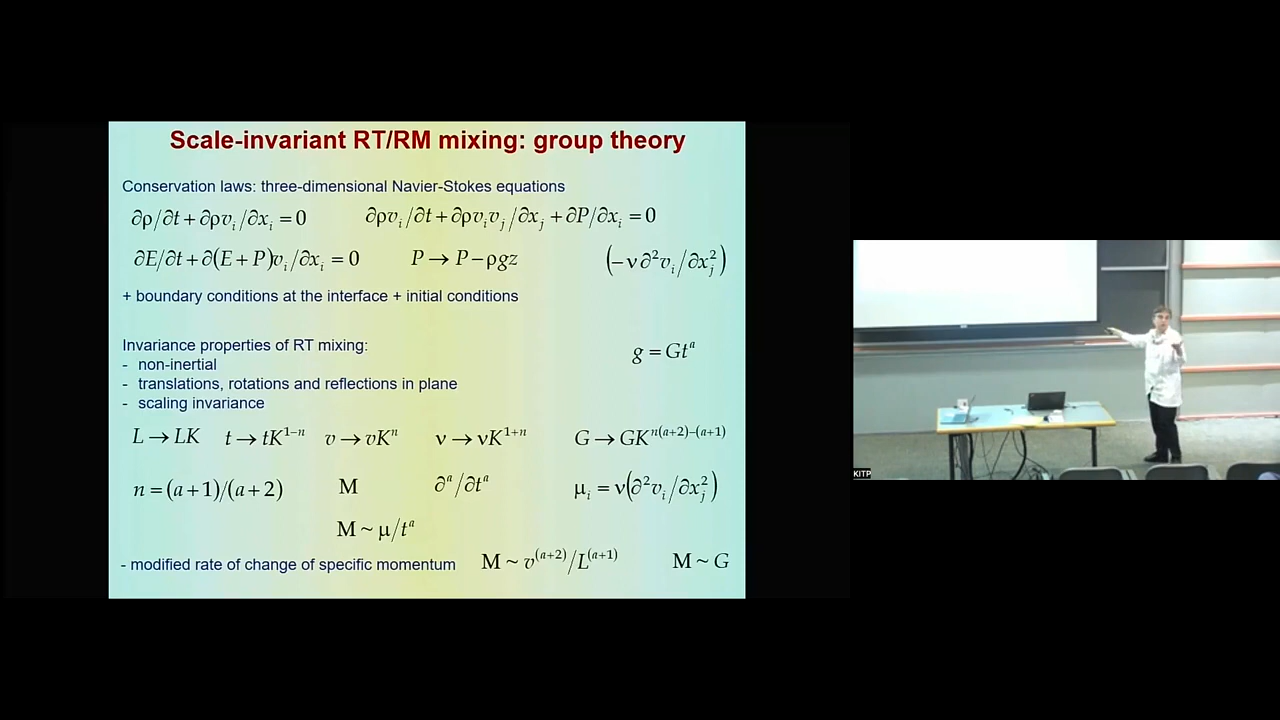 Scale-invariant RT/RM mixing: group theory
Conservation laws: three-dimensional Navier-Stokes equations
∂ρ/∂t+∂ρv_i/∂x_i=0 ∂ρv_i/∂t+∂ρv_iv_j/∂x_j+∂P/∂x_i=0
∂E/∂t+∂(E+P)v_i/∂x_i=0 P→P−ρgz (−ν∂²v_i/∂x_j²)
+ boundary conditions at the interface + initial conditions
Invariance properties of RT mixing: g=Gt^a
- non-inertial
- translations, rotations and reflections in plane
- scaling invariance
L→LK t→tK^{1−n} v→vK^n ν→νK^{1+n} G→GK^{n(a+2)−(a+1)}
n=(a+1)/(a+2) M ∂^a/∂t^a μ_i=ν(∂²v_i/∂x_j²)
M~μ/t^a
- modified rate of change of specific momentum M~v^{(a+2)}/L^{(a+1)} M~G
KITP